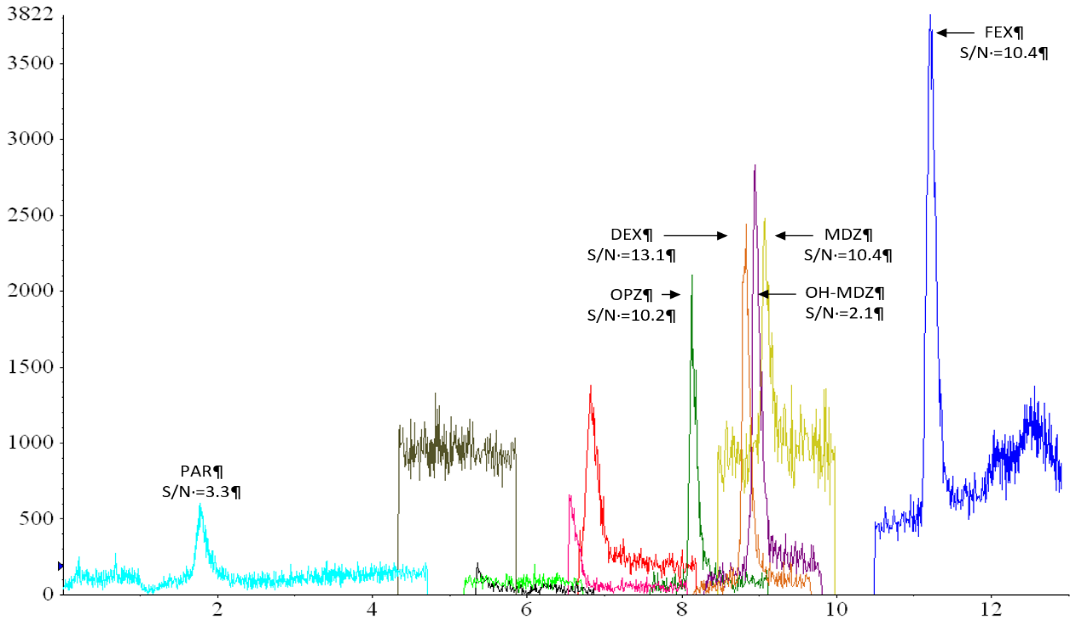 3822
3500
3000
2500
2000
1500
1000
500
0
PAR¶
S/N·=3.3¶
DEX¶
S/N·=13.1¶
OPZ¶
S/N·=10.2¶
MDZ¶
S/N·=10.4¶
OH-MDZ¶
S/N·=2.1¶
FEX¶
S/N·=10.4¶
2 4 6 8 10 12